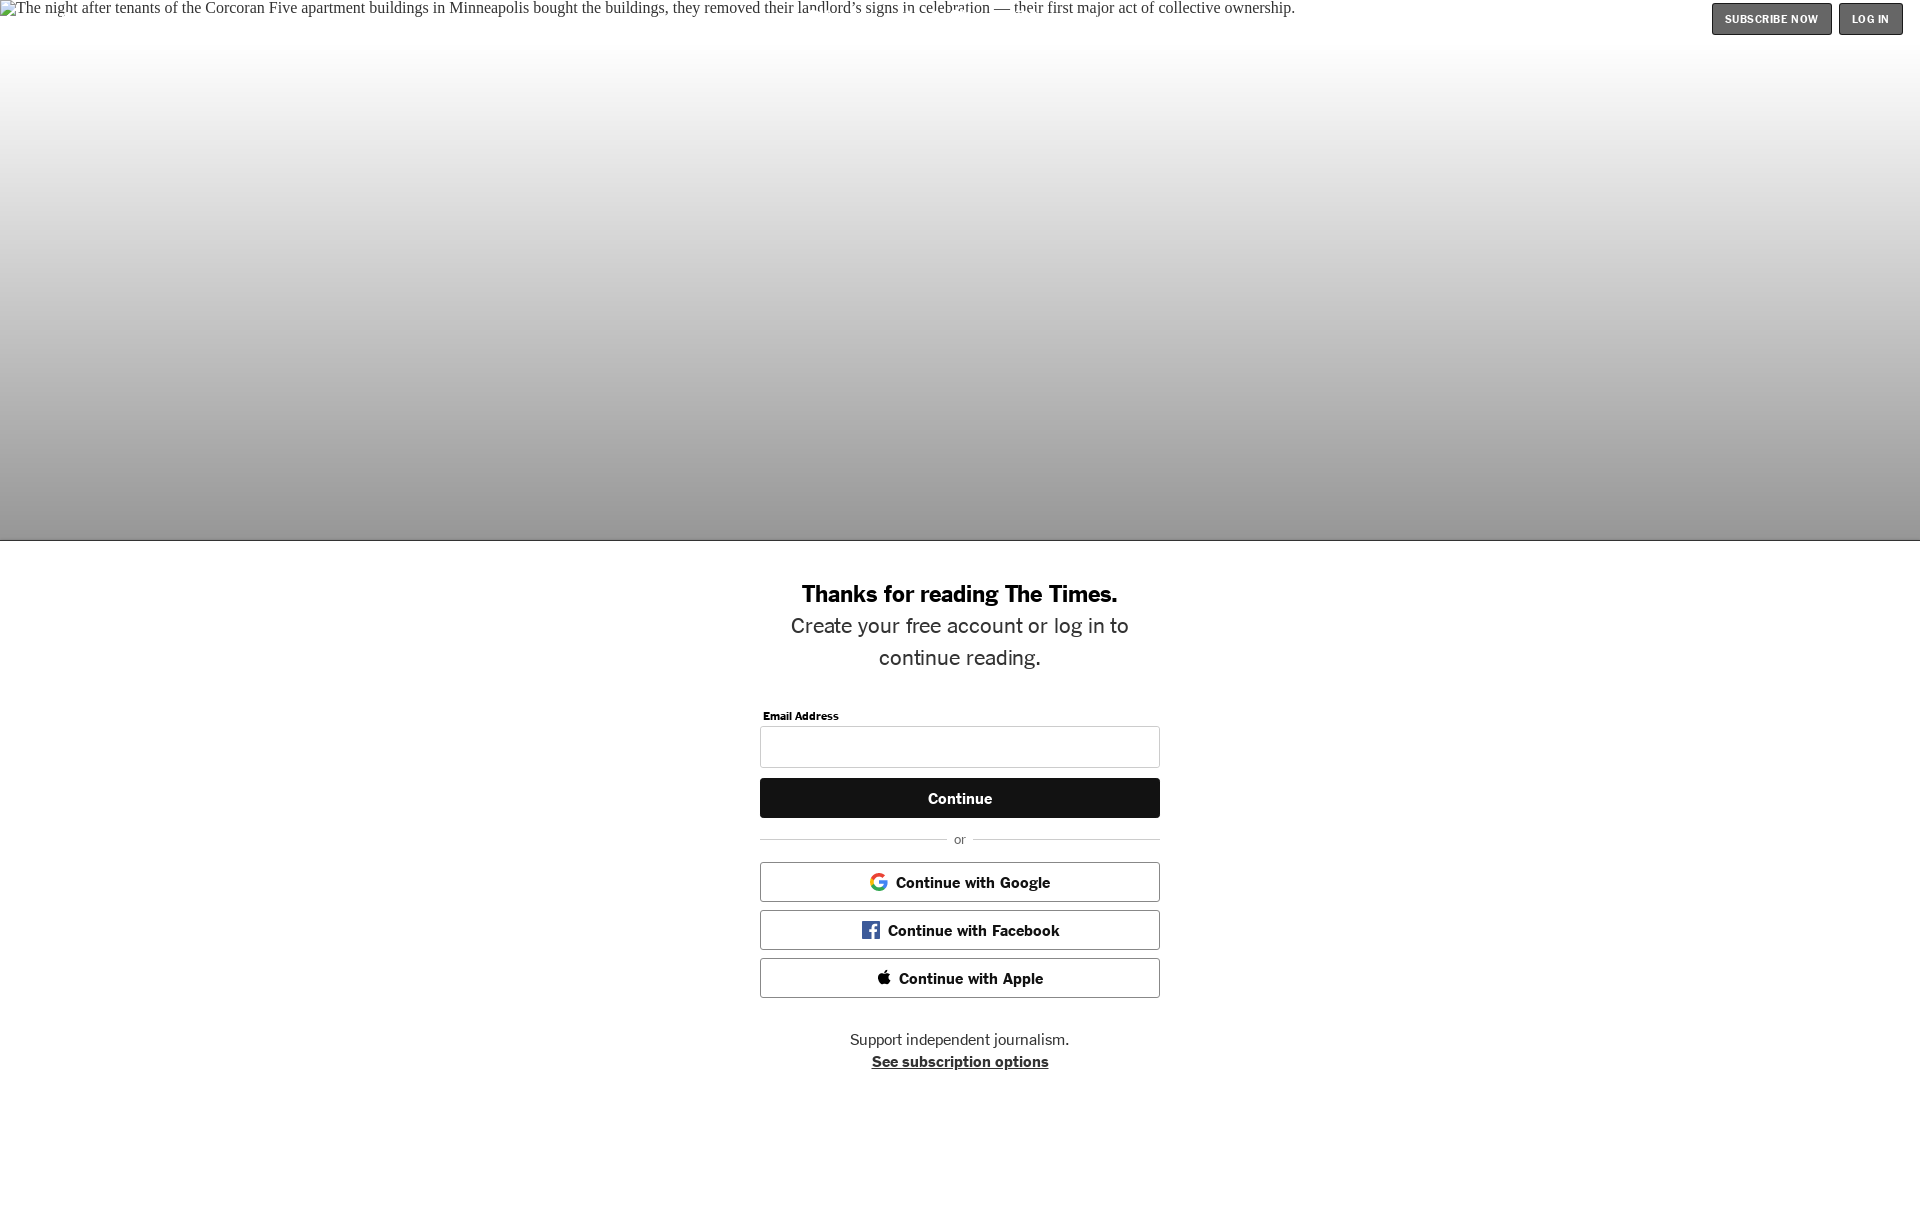 The night after tenants of the Corcoran Five apartment buildings in Minneapolis bought the buildings, they removed their landlord’s signs in celebration — their first major act of collective ownership.
SUBSCRIBE NOW
LOG IN
Thanks for reading The Times.
Create your free account or log in to
continue reading.
Email Address
Continue
or
Continue with Google
Continue with Facebook
Continue with Apple
Support independent journalism.
See subscription options